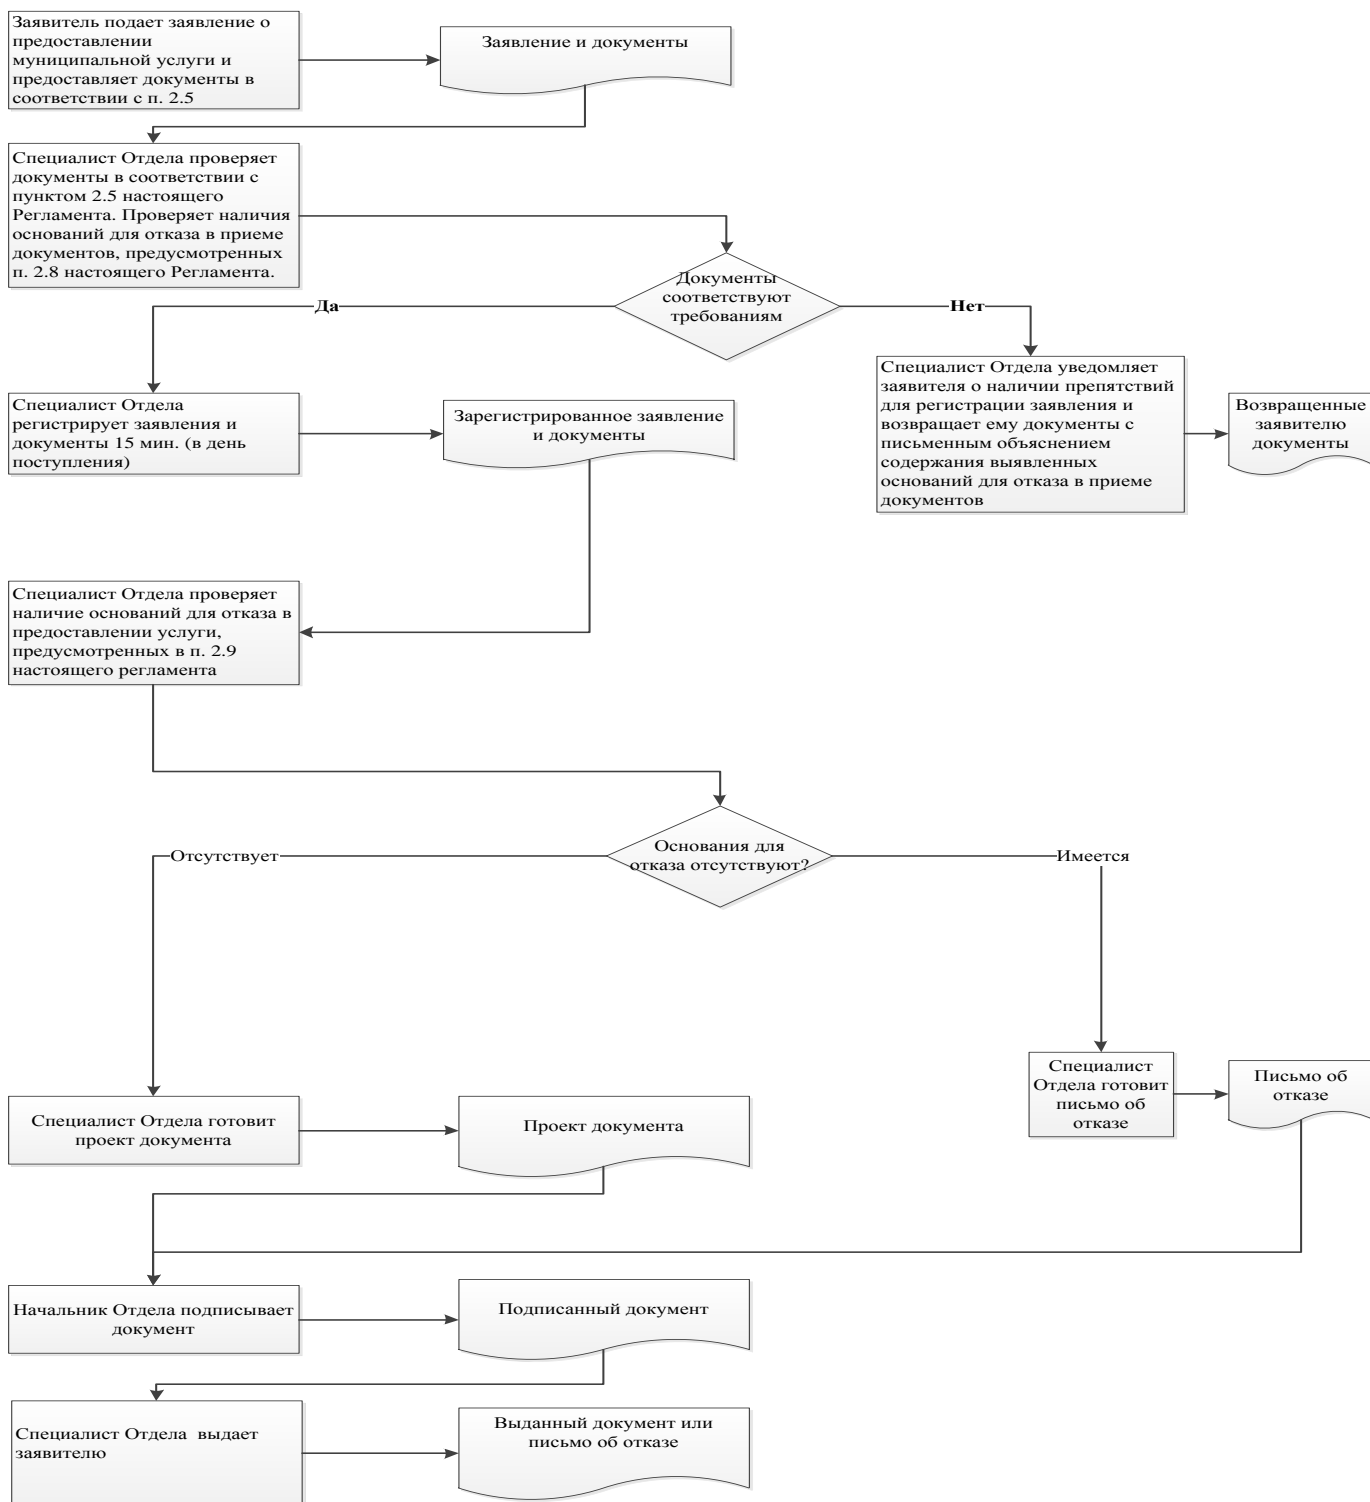 Заявитель подает заявление о
предоставлении
муниципальной услуги и
предоставляет документы в
соответствии с п. 2.5
Заявление и документы
Специалист Отдела проверяет
документы в соответствии с
пунктом 2.5 настоящего
Регламента. Проверяет наличия
оснований для отказа в приеме
документов, предусмотренных
п. 2.8 настоящего Регламента.
Документы
соответствуют
требованиям
Да
Нет
Специалист Отдела
регистрирует заявления и
документы 15 мин. (в день
поступления)
Зарегистрированное заявление
и документы
Специалист Отдела уведомляет
заявителя о наличии препятствий
для регистрации заявления и
возвращает ему документы с
письменным объяснением
содержания выявленных
оснований для отказа в приеме
документов
Возвращенные
заявителю
документы
Специалист Отдела проверяет
наличие оснований для отказа в
предоставлении услуги,
предусмотренных в п. 2.9
настоящего регламента
Основания для
отказа отсутствуют?
Отсутствует
Имеется
Специалист
Отдела готовит
письмо об
отказе
Письмо об
отказе
Специалист Отдела готовит
проект документа
Проект документа
Начальник Отдела подписывает
документ
Подписанный документ
Специалист Отдела  выдает
заявителю
Выданный документ или
письмо об отказе